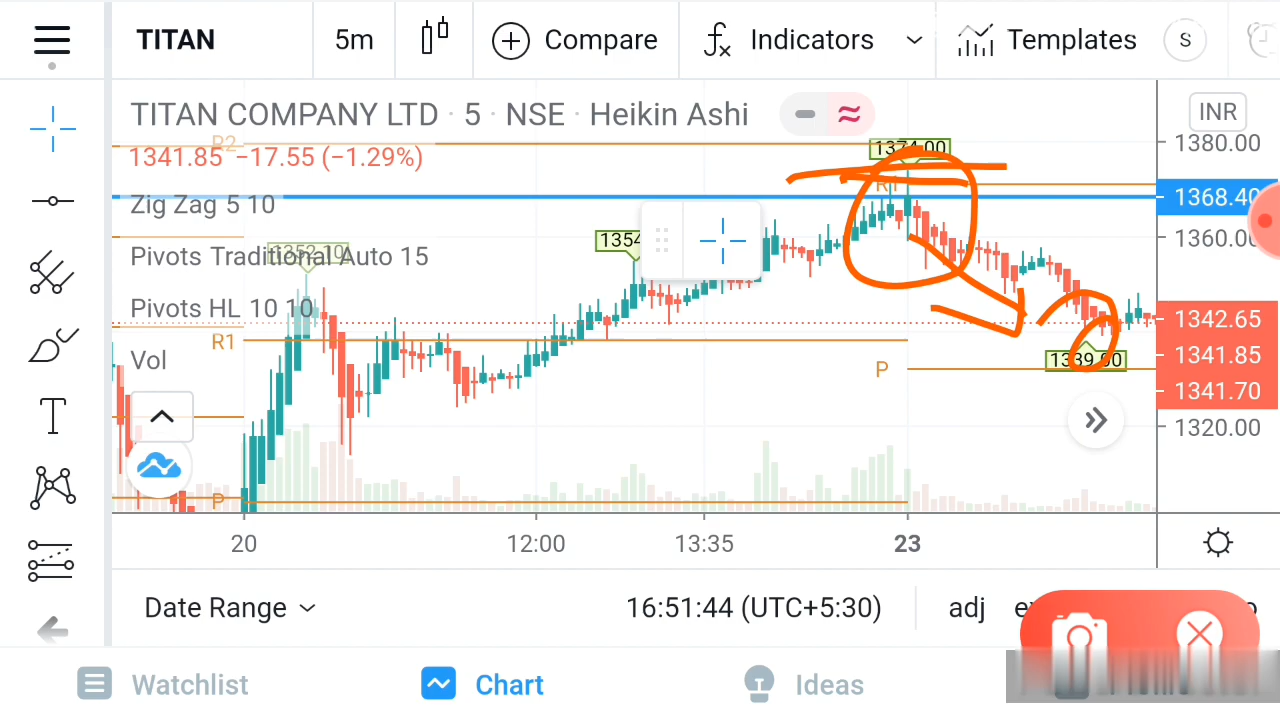 TITAN 5m Compare Indicators Templates S
TITAN COMPANY LTD · 5 · NSE · Heikin Ashi
INR
R2
1374.00
1380.00
1341.85 −17.55 (−1.29%)
R1
1368.40
Zig Zag 5 10
1354
1360.00
1352.10
Pivots Traditional Auto 15
Pivots HL 10 10
1342.65
R1
Vol
P
1339.00
1341.85
1341.70
1320.00
P
20 12:00 13:35 23
Date Range 16:51:44 (UTC+5:30) adj
Watchlist Chart Ideas